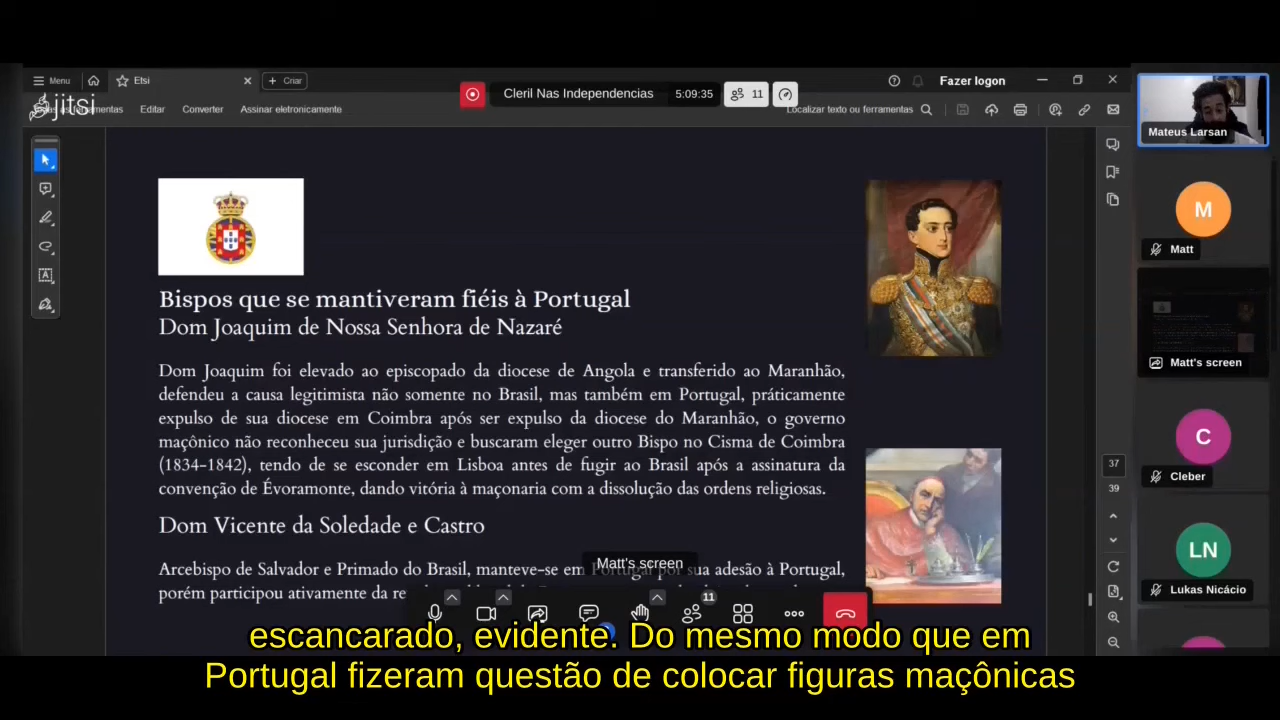 Menu
Etsi
Criar
Cleril Nas Independencias
5:09:35
11
Fazer logon
jitsi
Editar
Converter
Assinar eletronicamente
Localizar texto ou ferramentas
Mateus Larsan
M
Matt
Matt's screen
C
Cleber
LN
Lukas Nicácio
37
39
Bispos que se mantiveram fiéis à Portugal
Dom Joaquim de Nossa Senhora de Nazaré
Dom Joaquim foi elevado ao episcopado da diocese de Angola e transferido ao Maranhão,
defendeu a causa legitimista não somente no Brasil, mas também em Portugal, práticamente
expulso de sua diocese em Coimbra após ser expulso da diocese do Maranhão, o governo
maçônico não reconheceu sua jurisdição e buscaram eleger outro Bispo no Cisma de Coimbra
(1834-1842), tendo de se esconder em Lisboa antes de fugir ao Brasil após a assinatura da
convenção de Évoramonte, dando vitória à maçonaria com a dissolução das ordens religiosas.
Dom Vicente da Soledade e Castro
Matt's screen
Arcebispo de Salvador e Primado do Brasil, manteve-se em Portugal por sua adesão à Portugal,
porém participou ativamente da re
11
escancarado, evidente. Do mesmo modo que em
Portugal fizeram questão de colocar figuras maçônicas